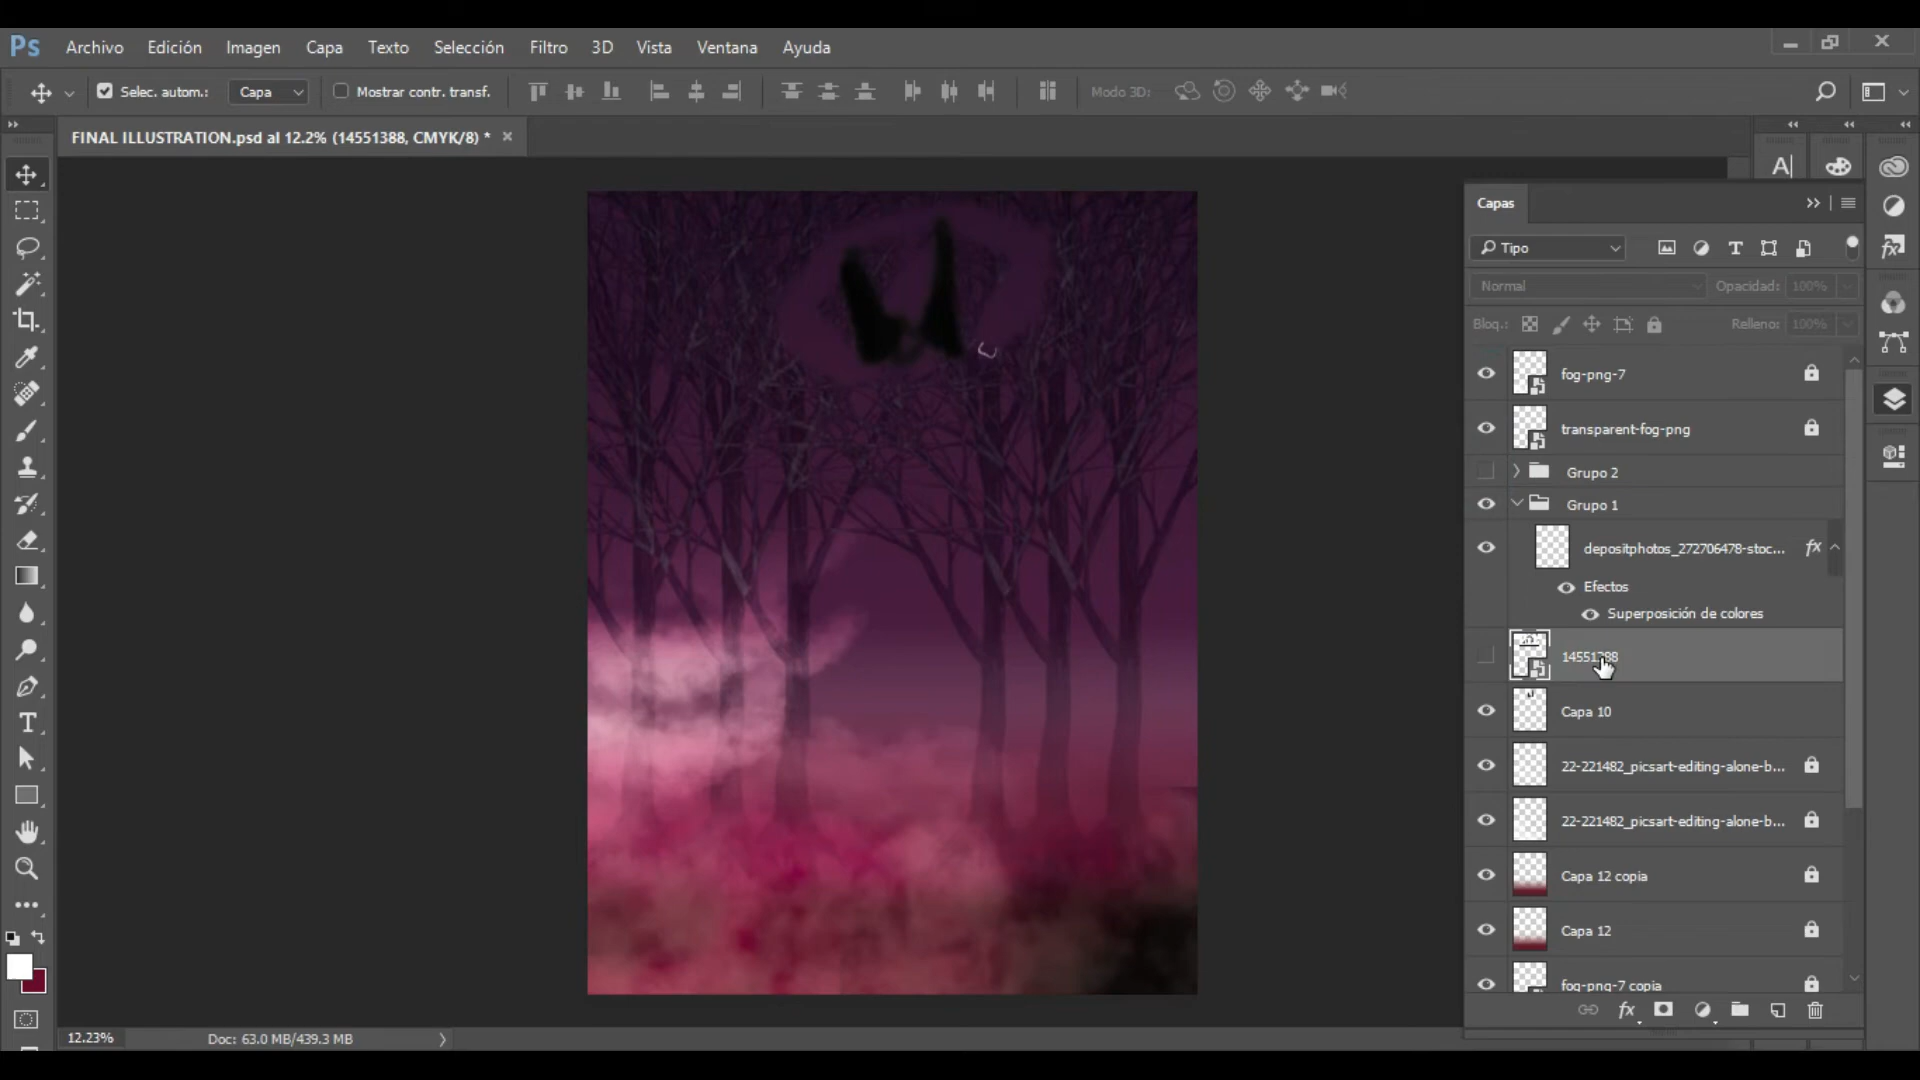 Ps Archivo Edición Imagen Capa Texto Selección Filtro 3D Vista Ventana Ayuda
Selec. autom.: Capa Mostrar contr. transf. Modo 3D:
FINAL ILLUSTRATION.psd al 12.2% (14551388, CMYK/8) *
Capas
Tipo
Normal Opacidad: 100%
Bloq.: Relleno: 100%
fog-png-7
transparent-fog-png
Grupo 2
Grupo 1
depositphotos_272706478-stoc... fx
Efectos
Superposición de colores
14551388
Capa 10
22-221482_picsart-editing-alone-b...
22-221482_picsart-editing-alone-b...
Capa 12 copia
Capa 12
fog-png-7 copia
fx
12.23% Doc: 63.0 MB/439.3 MB